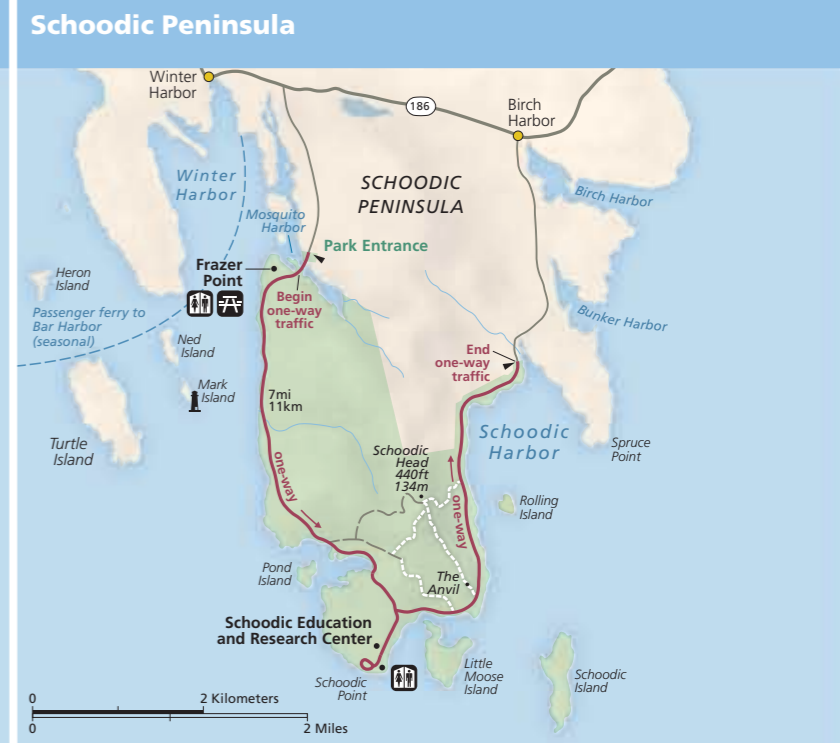 Schoodic Peninsula
Winter
Harbor
186
Birch
Harbor
Winter
Harbor
SCHOODIC
PENINSULA
Birch Harbor
Mosquito
Harbor
Park Entrance
Frazer
Point
Heron
Island
Begin
one-way
traffic
Passenger ferry to
Bar Harbor
(seasonal)
Bunker Harbor
Ned
Island
End
one-way
traffic
Mark
Island
7mi
11km
Turtle
Island
Schoodic
Harbor
Spruce
Point
Schoodic
Head
440ft
134m
one-way
one-way
Rolling
Island
Pond
Island
The
Anvil
Schoodic Education
and Research Center
Schoodic
Point
Little
Moose
Island
Schoodic
Island
0
2 Kilometers
0
2 Miles